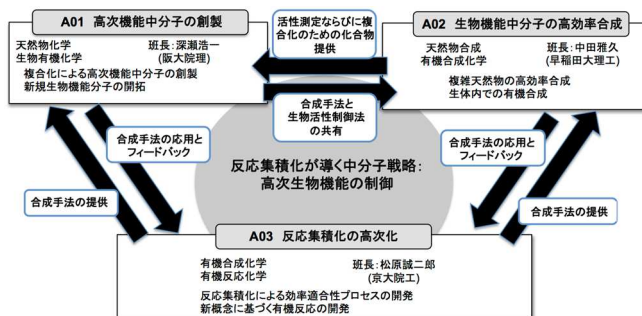 A01 高次機能中分子の創製
天然物化学
生物有機化学
班長：深瀬浩一
(阪大院理)
複合化による高次機能中分子の創製
新規生物機能分子の開拓
活性測定ならびに複
合化のための化合物
提供
合成手法と
生物活性制御法
の共有
A02 生物機能中分子の高効率合成
天然物合成
有機合成化学
班長：中田雅久
(早稲田大理工)
複雑天然物の高効率合成
生体内での有機合成
合成手法の応用と
フィードバック
合成手法の提供
反応集積化が導く中分子戦略：
高次生物機能の制御
合成手法の応用と
フィードバック
合成手法の提供
A03 反応集積化の高次化
有機合成化学
有機反応化学
班長：松原誠二郎
(京大院工)
反応集積化による効率適合性プロセスの開発
新概念に基づく有機反応の開発